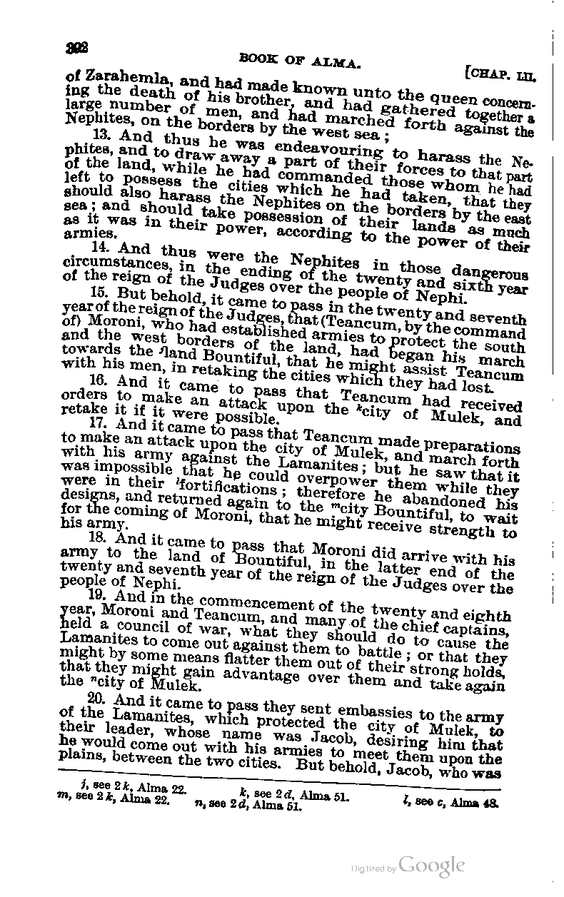 392
BOOK OF ALMA.
[CHAP. LII.
of Zarahemla, and had made known unto the queen concern-
ing the death of his brother, and had gathered together a
large number of men, and had marched forth against the
Nephites, on the borders by the west sea;
13. And thus he was endeavouring to harass the Ne-
phites, and to draw away a part of their forces to that part
of the land, while he had commanded those whom he had
left to possess the cities which he had taken, that they
should also harass the Nephites on the borders by the east
sea; and should take possession of their lands as much
as it was in their power, according to the power of their
armies.
14. And thus were the Nephites in those dangerous
circumstances, in the ending of the twenty and sixth year
of the reign of the Judges over the people of Nephi.
15. But behold, it came to pass in the twenty and seventh
year of the reign of the Judges, that (Teancum, by the command
of) Moroni, who had established armies to protect the south
and the west borders of the land, had began his march
towards the jland Bountiful, that he might assist Teancum
with his men, in retaking the cities which they had lost.
16. And it came to pass that Teancum had received
orders to make an attack upon the kcity of Mulek, and
retake it if it were possible.
17. And it came to pass that Teancum made preparations
to make an attack upon the city of Mulek, and march forth
with his army against the Lamanites; but he saw that it
was impossible that he could overpower them while they
were in their lfortifications; therefore he abandoned his
designs, and returned again to the mcity Bountiful, to wait
for the coming of Moroni, that he might receive strength to
his army.
18. And it came to pass that Moroni did arrive with his
army to the land of Bountiful, in the latter end of the
twenty and seventh year of the reign of the Judges over the
people of Nephi.
19. And in the commencement of the twenty and eighth
year, Moroni and Teancum, and many of the chief captains,
held a council of war, what they should do to cause the
Lamanites to come out against them to battle; or that they
might by some means flatter them out of their strong holds,
that they might gain advantage over them and take again
the ncity of Mulek.
20. And it came to pass they sent embassies to the army
of the Lamanites, which protected the city of Mulek, to
their leader, whose name was Jacob, desiring him that
he would come out with his armies to meet them upon the
plains, between the two cities. But behold, Jacob, who was
j, see 2k, Alma 22. k, see 2d, Alma 51. l, see c, Alma 48.
m, see 2k, Alma 22. n, see 2d, Alma 51.
Digitized by Google